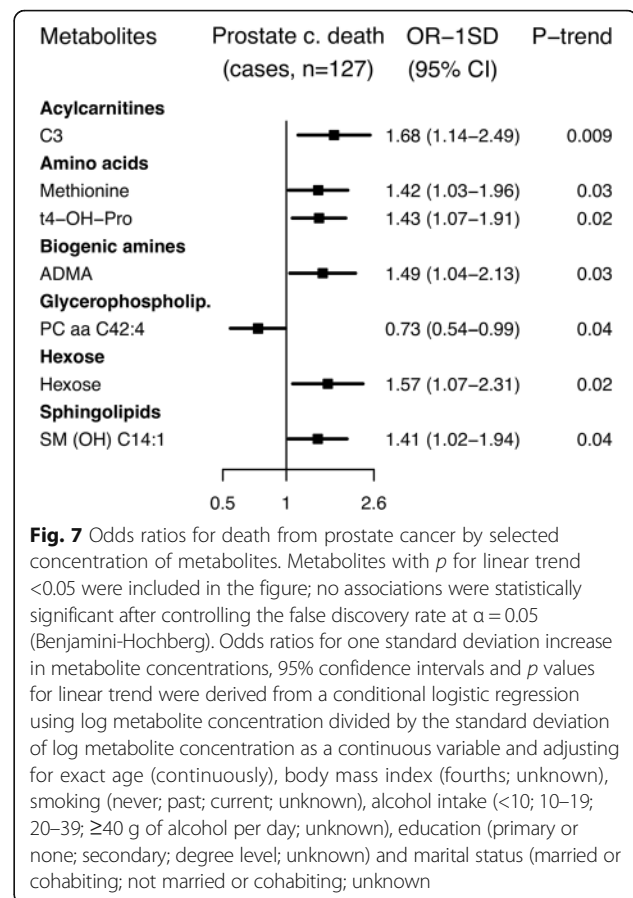 Metabolites Prostate c. death OR−1SD P−trend
(cases, n=127) (95% CI)
Acylcarnitines
C3 1.68 (1.14−2.49) 0.009
Amino acids
Methionine 1.42 (1.03−1.96) 0.03
t4−OH−Pro 1.43 (1.07−1.91) 0.02
Biogenic amines
ADMA 1.49 (1.04−2.13) 0.03
Glycerophospholip.
PC aa C42:4 0.73 (0.54−0.99) 0.04
Hexose
Hexose 1.57 (1.07−2.31) 0.02
Sphingolipids
SM (OH) C14:1 1.41 (1.02−1.94) 0.04
0.5 1 2.6
Fig. 7 Odds ratios for death from prostate cancer by selected
concentration of metabolites. Metabolites with p for linear trend
<0.05 were included in the figure; no associations were statistically
significant after controlling the false discovery rate at α = 0.05
(Benjamini-Hochberg). Odds ratios for one standard deviation increase
in metabolite concentrations, 95% confidence intervals and p values
for linear trend were derived from a conditional logistic regression
using log metabolite concentration divided by the standard deviation
of log metabolite concentration as a continuous variable and adjusting
for exact age (continuously), body mass index (fourths; unknown),
smoking (never; past; current; unknown), alcohol intake (<10; 10–19;
20–39; ≥40 g of alcohol per day; unknown), education (primary or
none; secondary; degree level; unknown) and marital status (married or
cohabiting; not married or cohabiting; unknown